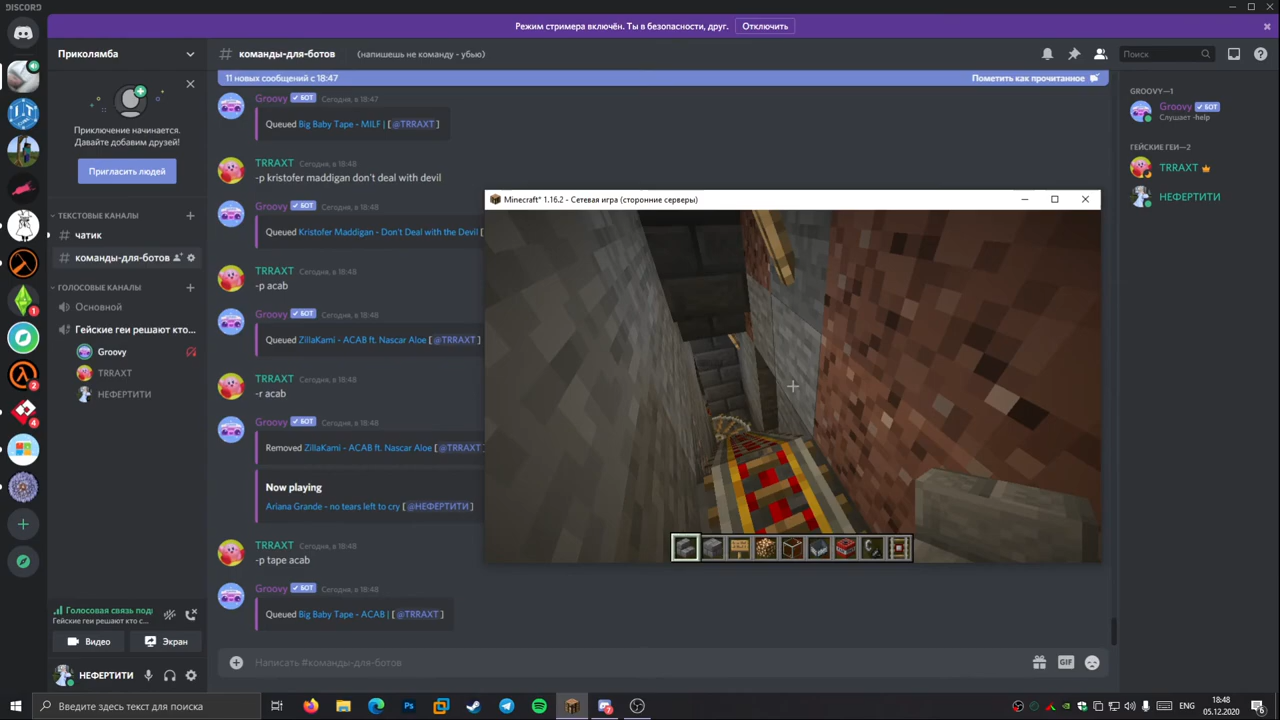 DISCORD
Режим стримера включён. Ты в безопасности, друг.
Отключить
Приколямба
# команды-для-ботов
(напишешь не команду - убью)
Поиск
11 новых сообщений с 18:47
Пометить как прочитанное
Приключение начинается.
Давайте добавим друзей!
Пригласить людей
ТЕКСТОВЫЕ КАНАЛЫ
чатик
# команды-для-ботов
ГОЛОСОВЫЕ КАНАЛЫ
Основной
Гейские геи решают кто...
Groovy
TRRAXT
НЕФЕРТИТИ
1
2
4
Groovy БОТ Сегодня, в 18:47
Queued Big Baby Tape - MILF | [ @TRRAXT ]
TRRAXT Сегодня, в 18:48
-p kristofer maddigan don't deal with devil
Groovy БОТ Сегодня, в 18:48
Queued Kristofer Maddigan - Don't Deal with the Devil [
TRRAXT Сегодня, в 18:48
-p acab
Groovy БОТ Сегодня, в 18:48
Queued ZillaKami - ACAB ft. Nascar Aloe [ @TRRAXT ]
TRRAXT Сегодня, в 18:48
-r acab
Groovy БОТ Сегодня, в 18:48
Removed ZillaKami - ACAB ft. Nascar Aloe [ @TRRAXT ]
Now playing
Ariana Grande - no tears left to cry [ @НЕФЕРТИТИ ]
TRRAXT Сегодня, в 18:48
-p tape acab
Groovy БОТ Сегодня, в 18:48
Queued Big Baby Tape - ACAB | [ @TRRAXT ]
Minecraft* 1.16.2 - Сетевая игра (сторонние серверы)
GROOVY—1
Groovy БОТ
Слушает -help
ГЕЙСКИЕ ГЕИ—2
TRRAXT
НЕФЕРТИТИ
Голосовая связь под
Гейские геи решают кто с...
Видео
Экран
НЕФЕРТИТИ
Написать #команды-для-ботов
GIF
Введите здесь текст для поиска
ENG
18:48
05.12.2020